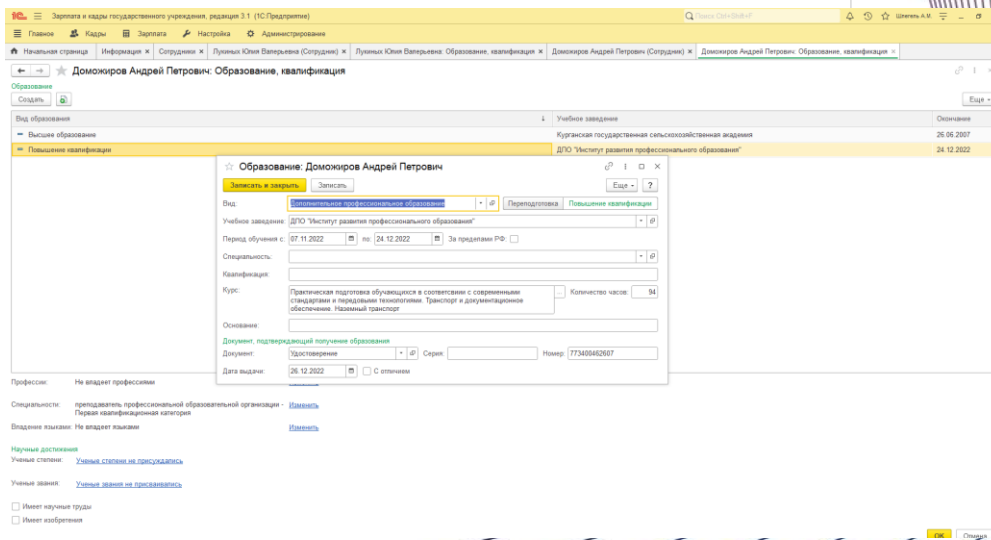 Зарплата и кадры государственного учреждения, редакция 3.1 (1С:Предприятие)
Поиск Ctrl+Shift+F
Шпегель А.М.
Главное Кадры Зарплата Настройка Администрирование
Начальная страница Информация × Сотрудники × Лукиных Юлия Валерьевна (Сотрудник) × Лукиных Юлия Валерьевна: Образование, квалификация × Доможиров Андрей Петрович (Сотрудник) × Доможиров Андрей Петрович: Образование, квалификация ×
Доможиров Андрей Петрович: Образование, квалификация
Образование
Создать
Еще
Вид образования Учебное заведение Окончание
Высшее образование Курганская государственная сельскохозяйственная академия 26.06.2007
Повышение квалификации ДПО "Институт развития профессионального образования" 24.12.2022
Образование: Доможиров Андрей Петрович
Записать и закрыть Записать Еще ?
Вид: Дополнительное профессиональное образование Переподготовка Повышение квалификации
Учебное заведение: ДПО "Институт развития профессионального образования"
Период обучения с: 07.11.2022 по: 24.12.2022 За пределами РФ:
Специальность:
Квалификация:
Курс: Практическая подготовка обучающихся в соответсвии с современными ... Количество часов: 94
стандартами и передовыми технологиями. Транспорт и документационное
обеспечение. Наземный транспорт
Основание:
Документ, подтверждающий получение образования
Документ: Удостоверение Серия: Номер: 773400462607
Дата выдачи: 26.12.2022 С отличием
Профессии: Не владеет профессиями
Специальности: преподаватель профессиональной образовательной организации - Изменить
Первая квалификационная категория
Владение языками: Не владеет языками Изменить
Научные достижения
Ученые степени: Ученые степени не присуждались
Ученые звания: Ученые звания не присваивались
Имеет научные труды
Имеет изобретения
ОК Отмена